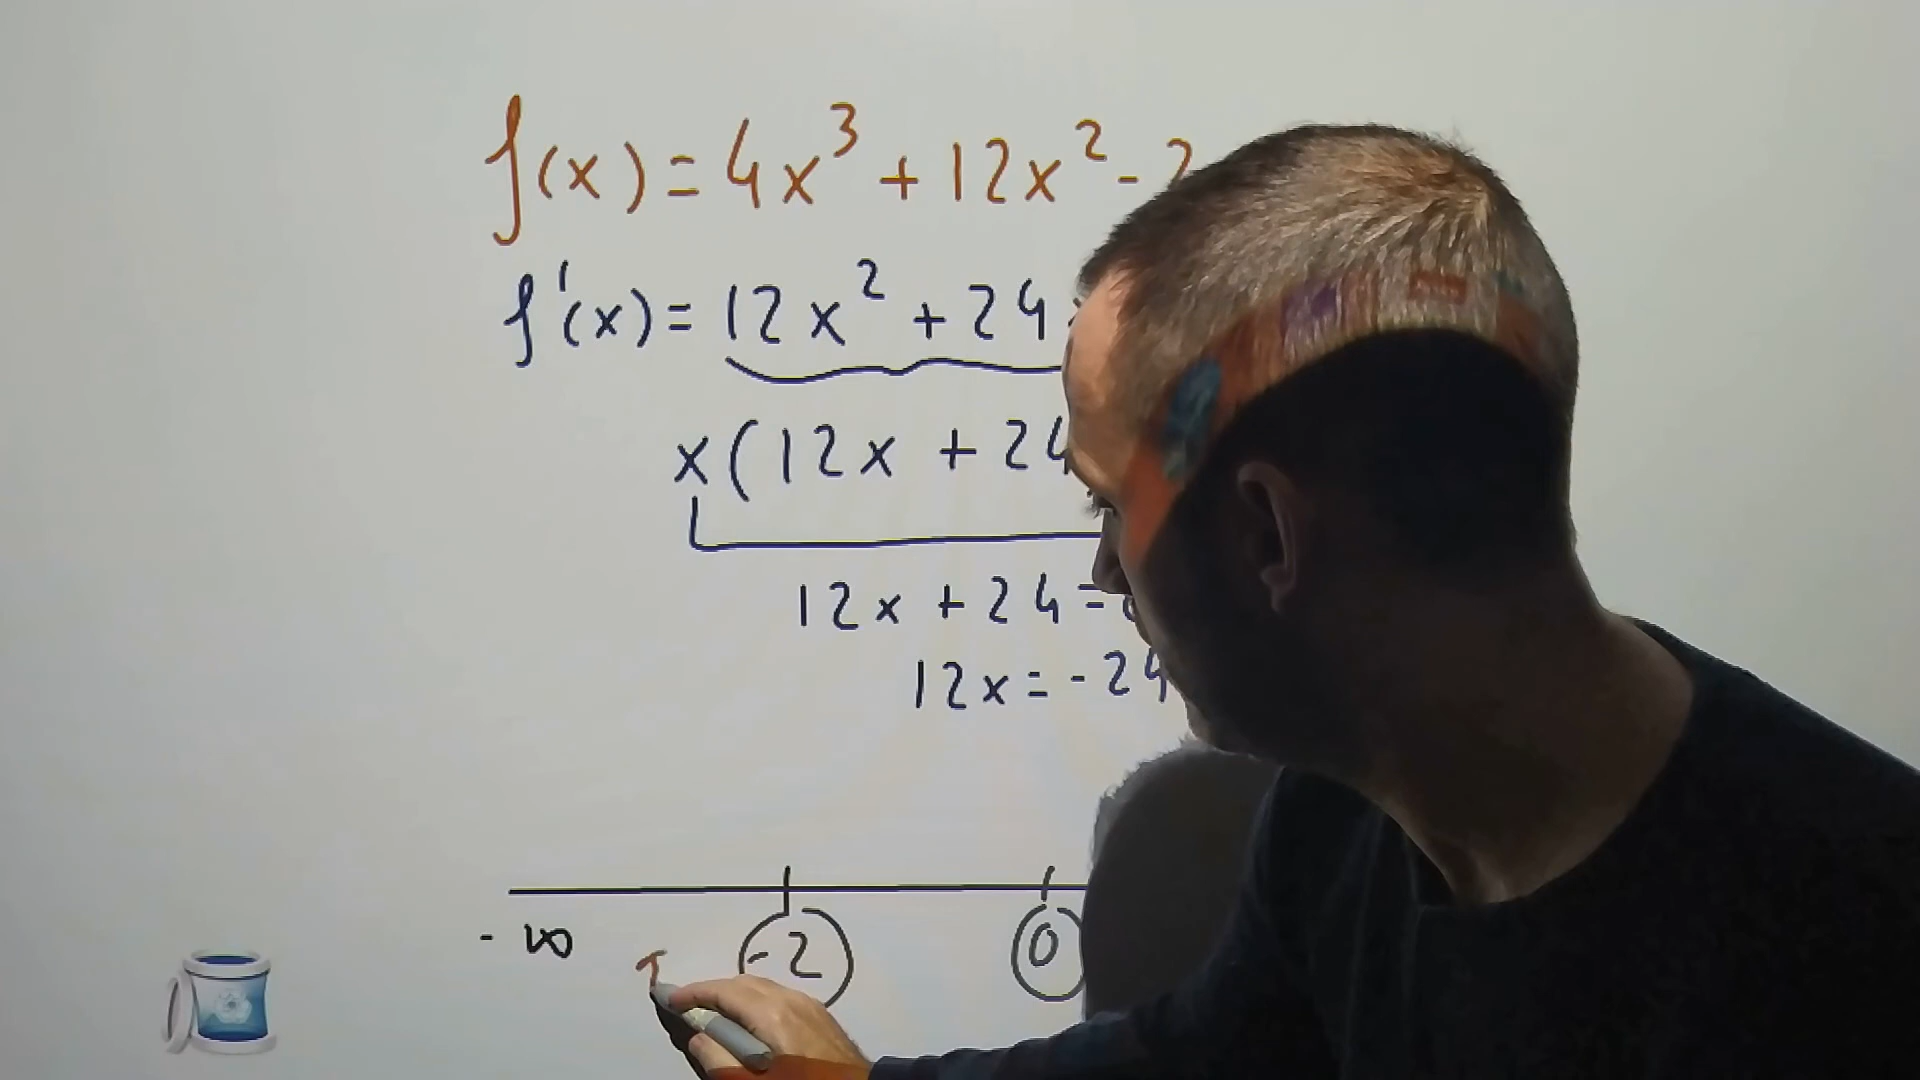 f(x) = 4x³ + 12x² - 2
f'(x) = 12x² + 24
x(12x + 24
12x + 24 =
12x = -24
-∞ -2 0